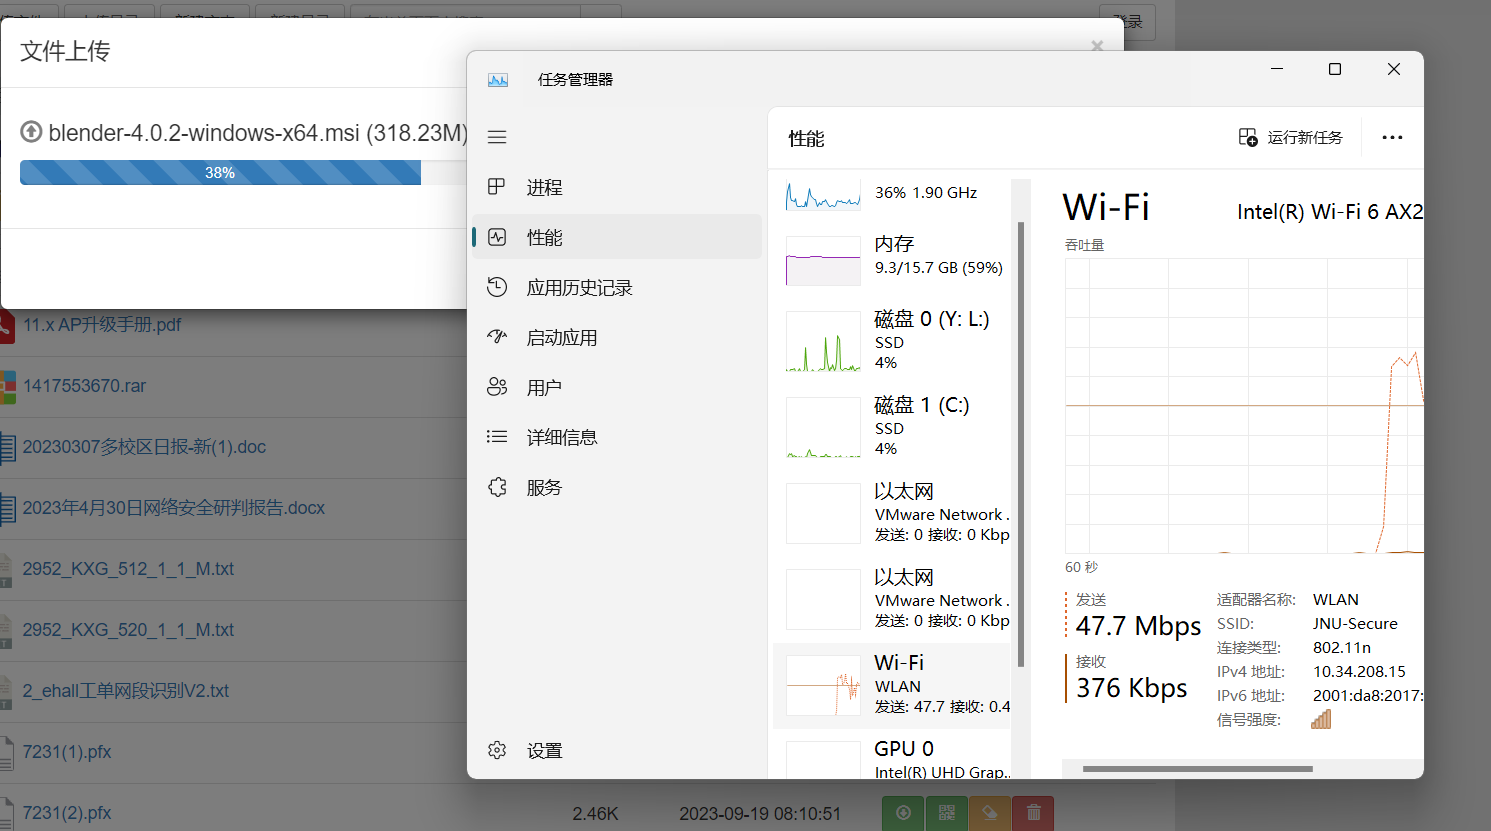 登录
文件上传
blender-4.0.2-windows-x64.msi (318.23M)
38%
11.x AP升级手册.pdf
1417553670.rar
20230307多校区日报-新(1).doc
2023年4月30日网络安全研判报告.docx
2952_KXG_512_1_1_M.txt
2952_KXG_520_1_1_M.txt
2_ehall工单网段识别V2.txt
7231(1).pfx
7231(2).pfx
2.46K
2023-09-19 08:10:51
任务管理器
进程
性能
应用历史记录
启动应用
用户
详细信息
服务
设置
性能
运行新任务
36% 1.90 GHz
内存
9.3/15.7 GB (59%)
磁盘 0 (Y: L:)
SSD
4%
磁盘 1 (C:)
SSD
4%
以太网
VMware Network .
发送: 0 接收: 0 Kbp
以太网
VMware Network .
发送: 0 接收: 0 Kbp
Wi-Fi
WLAN
发送: 47.7 接收: 0.4
GPU 0
Intel(R) UHD Grap..
Wi-Fi
Intel(R) Wi-Fi 6 AX2
吞吐量
60 秒
发送
47.7 Mbps
接收
376 Kbps
适配器名称: WLAN
SSID: JNU-Secure
连接类型: 802.11n
IPv4 地址: 10.34.208.15
IPv6 地址: 2001:da8:2017:
信号强度: